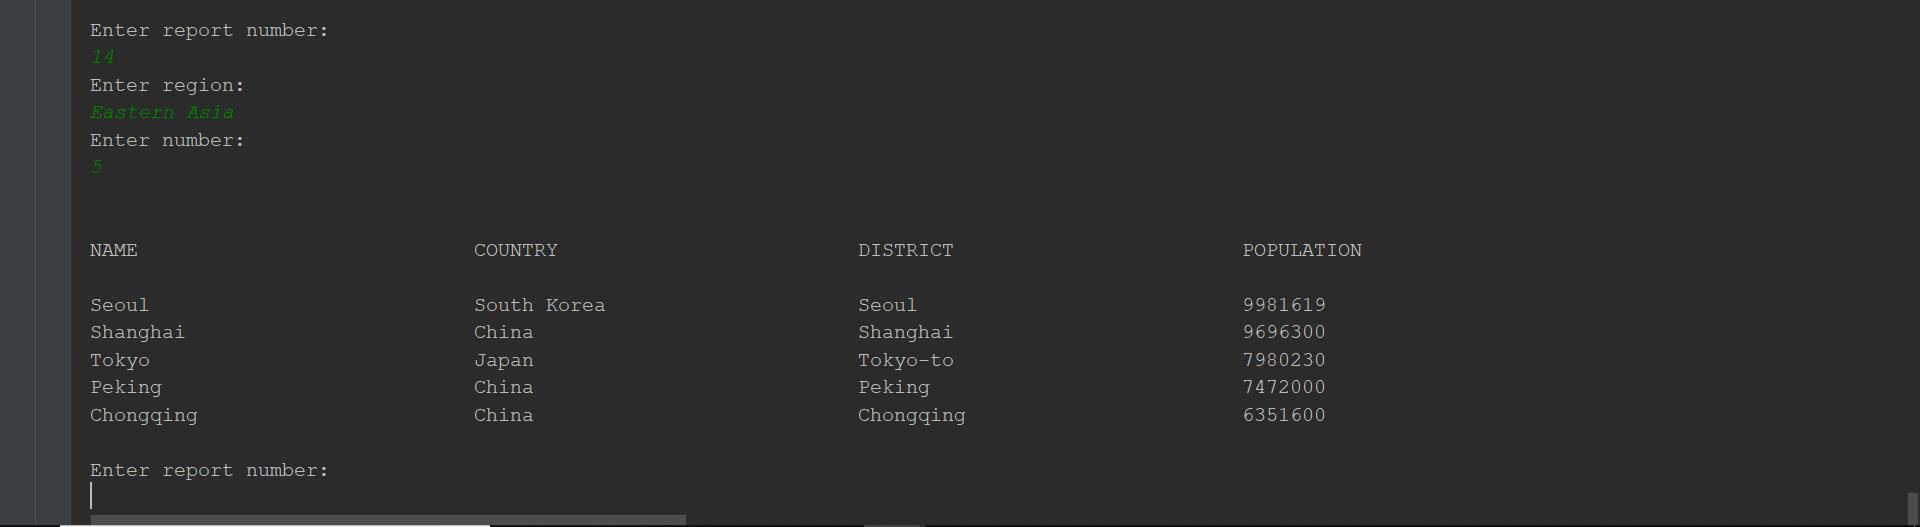 Enter report number:
14
Enter region:
Eastern Asia
Enter number:
5
NAME COUNTRY DISTRICT POPULATION
Seoul South Korea Seoul 9981619
Shanghai China Shanghai 9696300
Tokyo Japan Tokyo-to 7980230
Peking China Peking 7472000
Chongqing China Chongqing 6351600
Enter report number: